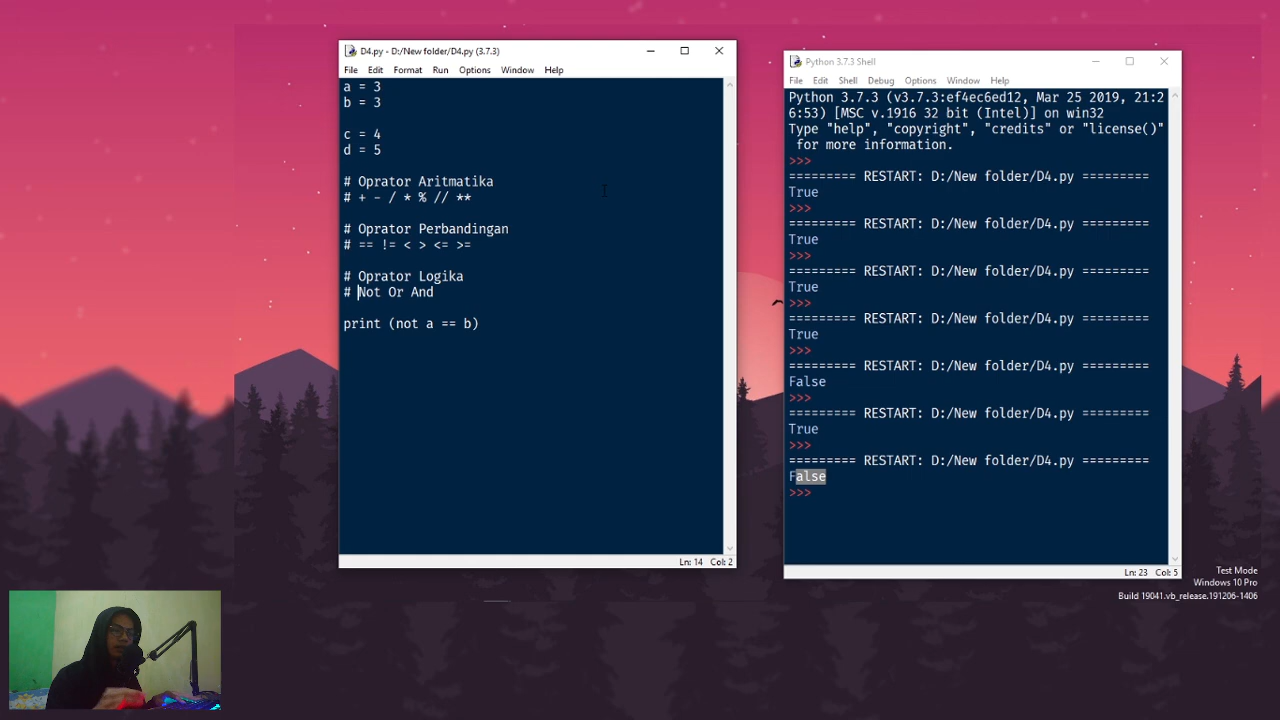 D4.py - D:/New folder/D4.py (3.7.3)
File Edit Format Run Options Window Help
a = 3
b = 3
c = 4
d = 5
# Oprator Aritmatika
# + - / * % // **
# Oprator Perbandingan
# == != < > <= >=
# Oprator Logika
# Not Or And
print (not a == b)
Ln: 14 Col: 2
Python 3.7.3 Shell
File Edit Shell Debug Options Window Help
Python 3.7.3 (v3.7.3:ef4ec6ed12, Mar 25 2019, 21:2
6:53) [MSC v.1916 32 bit (Intel)] on win32
Type "help", "copyright", "credits" or "license()"
for more information.
>>>
========= RESTART: D:/New folder/D4.py =========
True
>>>
========= RESTART: D:/New folder/D4.py =========
True
>>>
========= RESTART: D:/New folder/D4.py =========
True
>>>
========= RESTART: D:/New folder/D4.py =========
True
>>>
========= RESTART: D:/New folder/D4.py =========
False
>>>
========= RESTART: D:/New folder/D4.py =========
True
>>>
========= RESTART: D:/New folder/D4.py =========
False
>>>
Ln: 23 Col: 5
Test Mode
Windows 10 Pro
Build 19041.vb_release.191206-1406